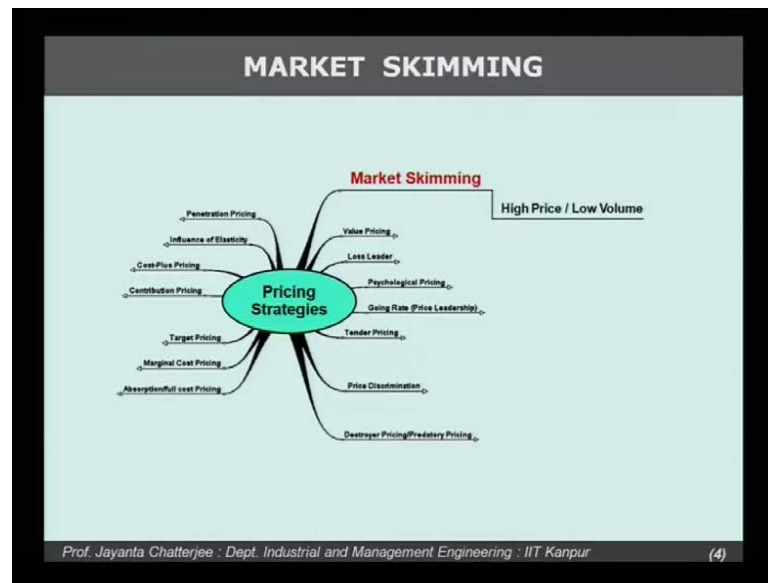 MARKET SKIMMING
Market Skimming
High Price / Low Volume
Penetration Pricing
Value Pricing
Influence of Elasticity
Loss Leader
Cost-Plus Pricing
Psychological Pricing
Contribution Pricing
Pricing
Strategies
Going Rate (Price Leadership)
Target Pricing
Tender Pricing
Marginal Cost Pricing
Absorption/full cost Pricing
Price Discrimination
Destroyer Pricing/Predatory Pricing
Prof. Jayanta Chatterjee : Dept. Industrial and Management Engineering : IIT Kanpur
(4)